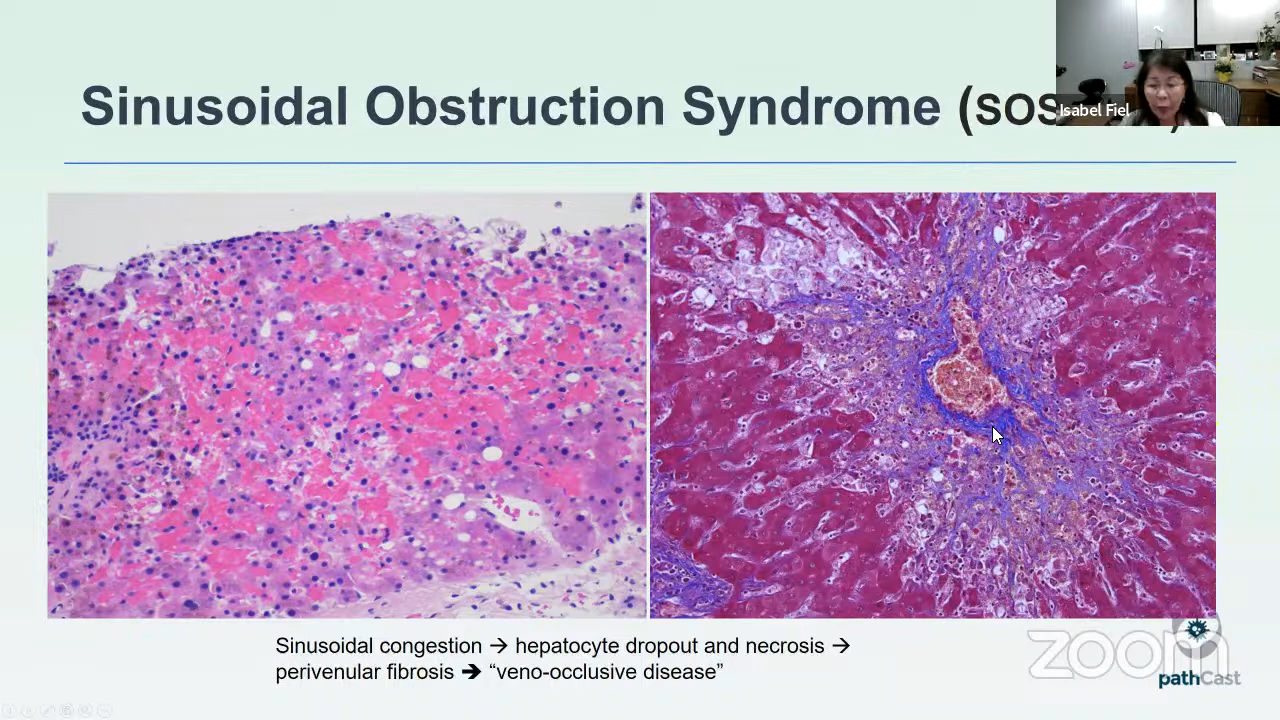 Sinusoidal Obstruction Syndrome (SOS
Isabel Fiel
Sinusoidal congestion → hepatocyte dropout and necrosis →
perivenular fibrosis → “veno-occlusive disease”
zoom
pathCast